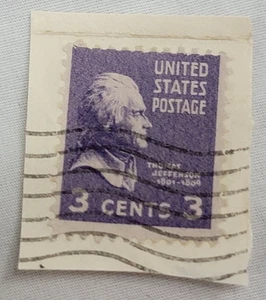 UNITED
STATES
POSTAGE
THOMAS
JEFFERSON
1801-1809
3 CENTS 3